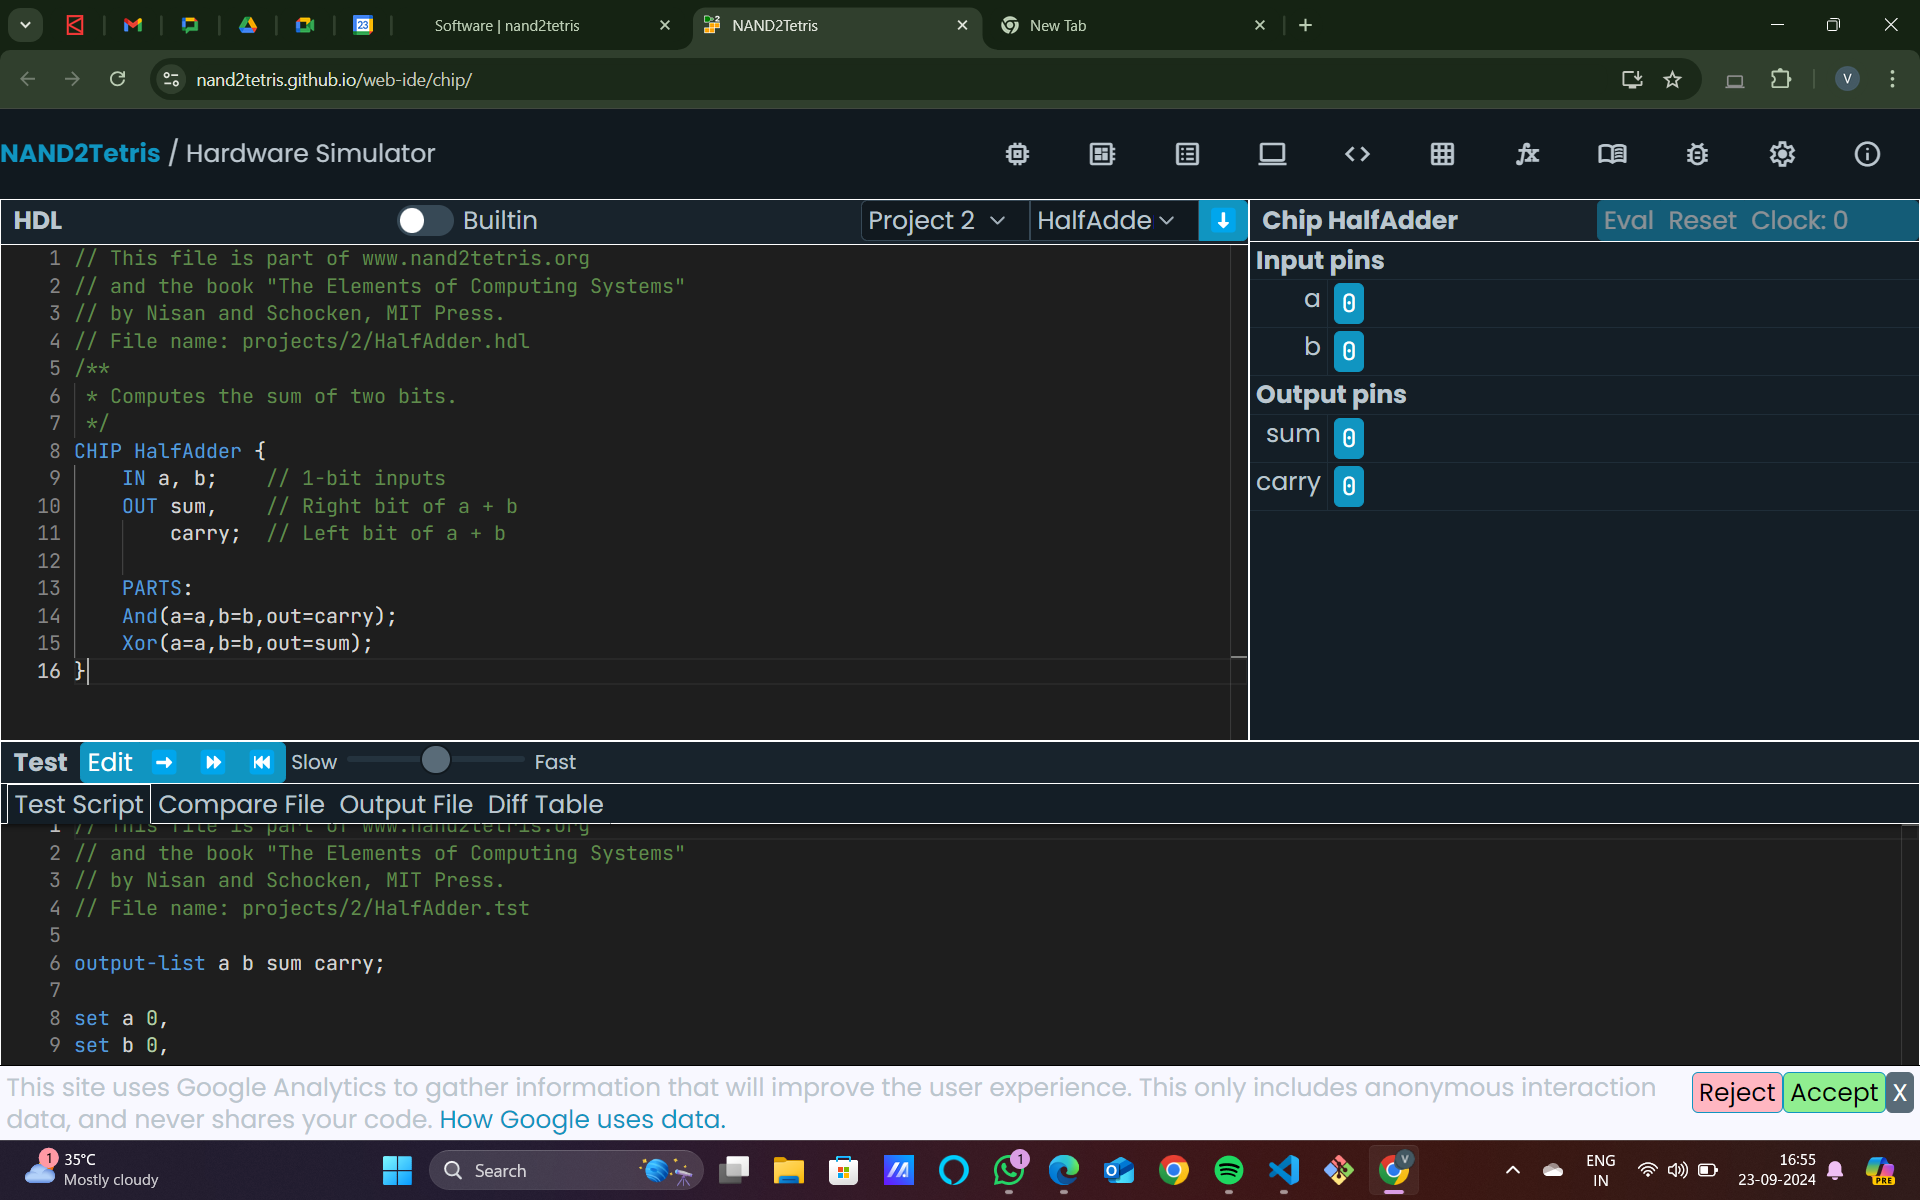 Software | nand2tetris
NAND2Tetris
New Tab
nand2tetris.github.io/web-ide/chip/
V
NAND2Tetris / Hardware Simulator
HDL
Builtin
Project 2
HalfAdde
Chip HalfAdder
Eval Reset Clock: 0
1 // This file is part of www.nand2tetris.org
2 // and the book "The Elements of Computing Systems"
3 // by Nisan and Schocken, MIT Press.
4 // File name: projects/2/HalfAdder.hdl
5 /**
6 * Computes the sum of two bits.
7 */
8 CHIP HalfAdder {
9 IN a, b; // 1-bit inputs
10 OUT sum, // Right bit of a + b
11 carry; // Left bit of a + b
12
13 PARTS:
14 And(a=a,b=b,out=carry);
15 Xor(a=a,b=b,out=sum);
16 }
Input pins
a 0
b 0
Output pins
sum 0
carry 0
Test Edit Slow Fast
Test Script Compare File Output File Diff Table
1 // This file is part of www.nand2tetris.org
2 // and the book "The Elements of Computing Systems"
3 // by Nisan and Schocken, MIT Press.
4 // File name: projects/2/HalfAdder.tst
5
6 output-list a b sum carry;
7
8 set a 0,
9 set b 0,
This site uses Google Analytics to gather information that will improve the user experience. This only includes anonymous interaction
data, and never shares your code. How Google uses data.
Reject Accept X
1
35°C
Mostly cloudy
Search
1
V
ENG
IN
16:55
23-09-2024
PRE